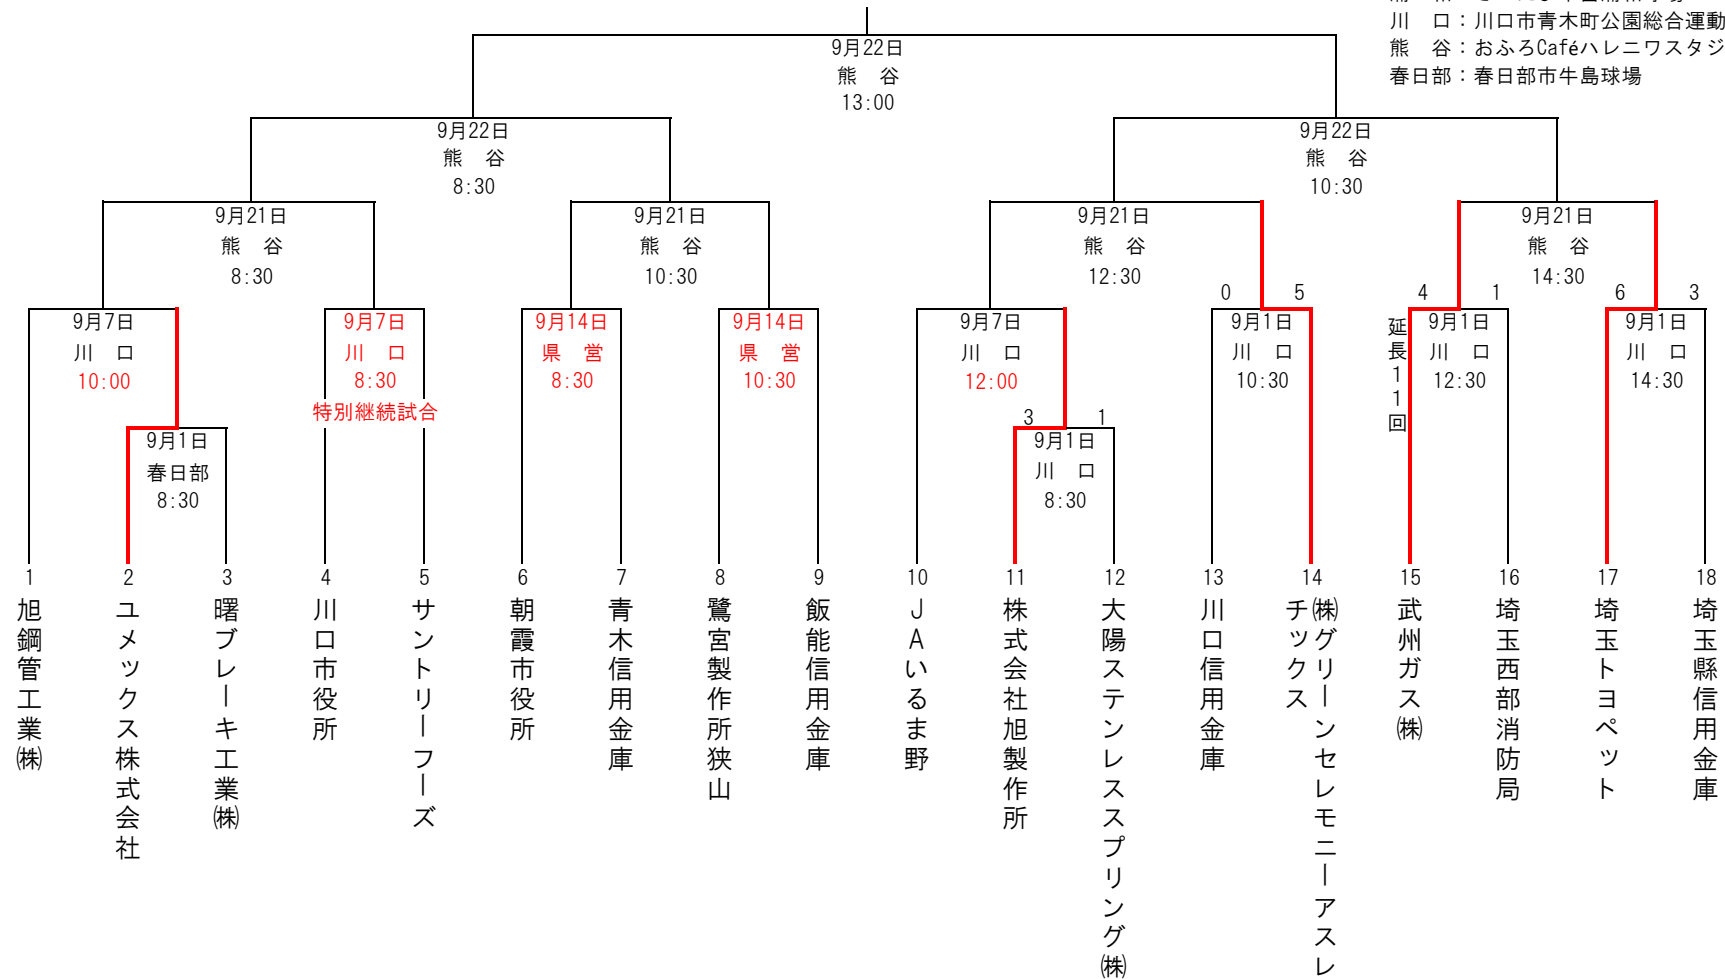 川　口：川口市青木町公園総合運動
熊　谷：おふろCaféハレニワスタジ
春日部：春日部市牛島球場
9月22日
熊　谷
13:00
9月22日
熊　谷
8:30
9月22日
熊　谷
10:30
9月21日
熊　谷
8:30
9月21日
熊　谷
10:30
9月21日
熊　谷
12:30
9月21日
熊　谷
14:30
9月7日
川　口
10:00
9月7日
川　口
8:30
特別継続試合
9月14日
県　営
8:30
9月14日
県　営
10:30
9月7日
川　口
12:00
0　5
9月1日
川　口
10:30
4　1
延長11回
9月1日
川　口
12:30
6　3
9月1日
川　口
14:30
9月1日
春日部
8:30
3　1
9月1日
川　口
8:30
1
旭鋼管工業㈱
2
ユメックス株式会社
3
曙ブレーキ工業㈱
4
川口市役所
5
サントリーフーズ
6
朝霞市役所
7
青木信用金庫
8
鷺宮製作所狭山
9
飯能信用金庫
10
ＪＡいるま野
11
株式会社旭製作所
12
大陽ステンレススプリング㈱
13
川口信用金庫
14
㈱グリーンセレモニーアスレ
チックス
15
武州ガス㈱
16
埼玉西部消防局
17
埼玉トヨペット
18
埼玉縣信用金庫